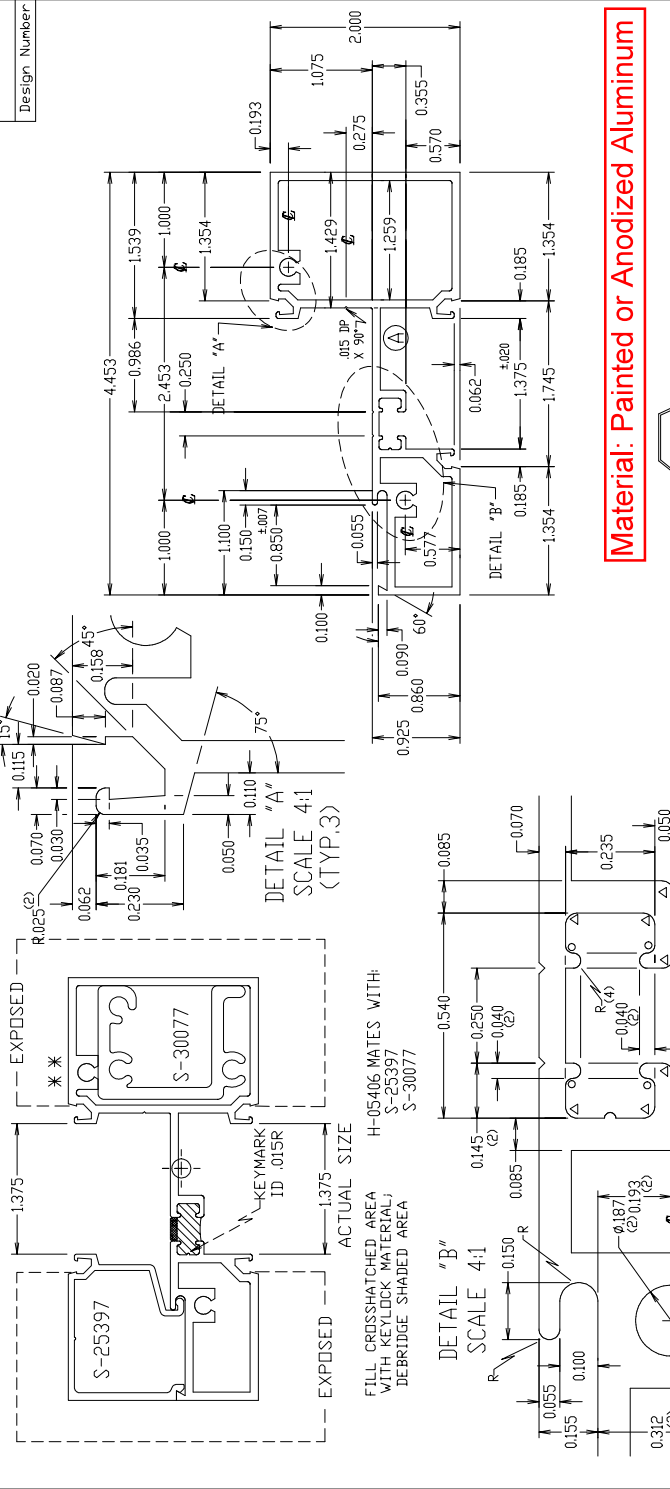 Design Number
EXPOSED
* *
1.375
S-25397
S-30077
KEYMARK
ID .015R
1.375
EXPOSED
ACTUAL SIZE
FILL CROSSHATCHED AREA
WITH KEYLOCK MATERIAL;
DEBRIDGE SHADED AREA
H-05406 MATES WITH:
S-25397
S-30077
R.025(2)
0.070
0.030
0.115
15°
0.020
0.087
45°
0.158
0.062
0.181
0.230
0.035
0.050
0.110
75°
DETAIL "A"
SCALE 4:1
(TYP.3)
4.453
1.539
0.986
1.000
2.453
1.000
℄
℄
0.250
1.354
1.100
0.150
±.007
0.850
0.055
0.100
DETAIL "A"
0.193
1.075
2.000
0.275
0.355
0.570
℄
1.429
℄
1.259
.015 DP
X 90°
A
℄
0.577
60°
0.090
0.860
0.925
DETAIL "B"
0.062
0.185
±.020
1.375
0.185
1.354
1.745
1.354
DETAIL "B"
SCALE 4:1
R
R
0.150
0.055
0.155
0.100
0.312
Ø.187
(2)
0.193
(2)
0.540
0.085
0.250
0.040
(2)
0.145
(2)
0.085
0.070
0.235
0.050
R
(4)
0.040
(2)
Material: Painted or Anodized Aluminum